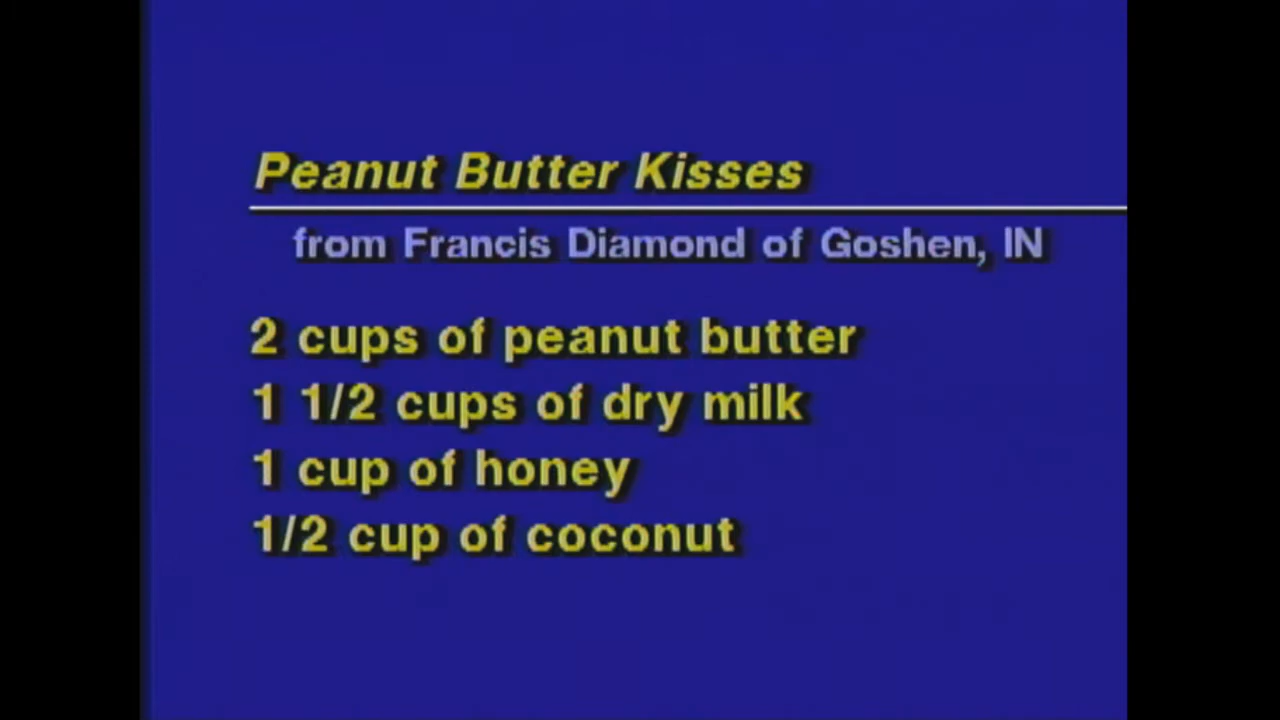 Peanut Butter Kisses
from Francis Diamond of Goshen, IN
2 cups of peanut butter
1 1/2 cups of dry milk
1 cup of honey
1/2 cup of coconut